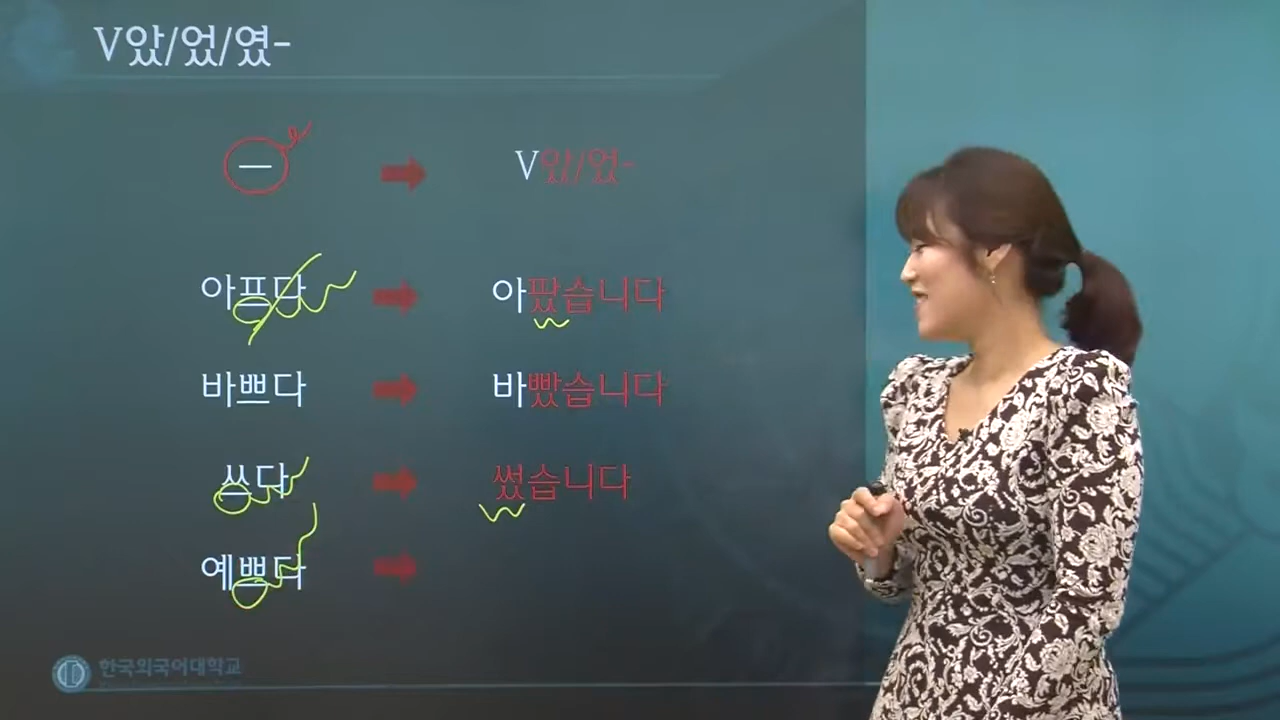 V았/었/였-
ㅡ V았/었-
아프다 아팠습니다
바쁘다 바빴습니다
쓰다 썼습니다
예쁘다
한국외국어대학교